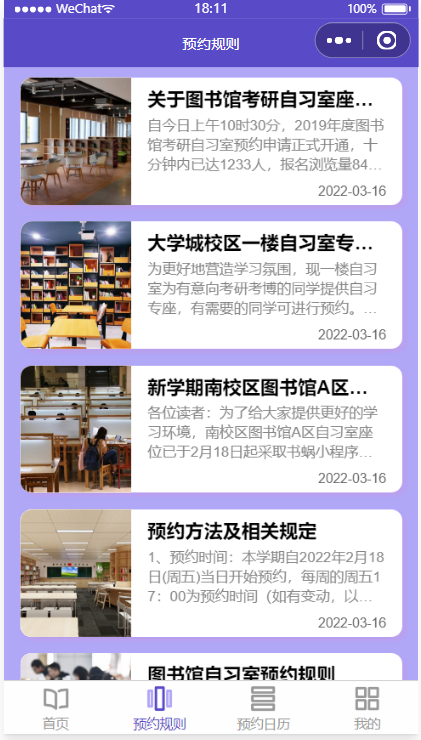 WeChat 18:11 100%
预约规则
关于图书馆考研自习室座...
自今日上午10时30分，2019年度图书
馆考研自习室预约申请正式开通，十
分钟内已达1233人，报名浏览量84...
2022-03-16
大学城校区一楼自习室专...
为更好地营造学习氛围，现一楼自习
室为有意向考研考博的同学提供自习
专座，有需要的同学可进行预约。...
2022-03-16
新学期南校区图书馆A区...
各位读者：为了给大家提供更好的学
习环境，南校区图书馆A区自习室座
位已于2月18日起采取书蜗小程序...
2022-03-16
预约方法及相关规定
1、预约时间：本学期自2022年2月18
日(周五)当日开始预约，每周的周五1
7：00为预约时间（如有变动，以...
2022-03-16
图书馆自习室预约规则
首页 预约规则 预约日历 我的